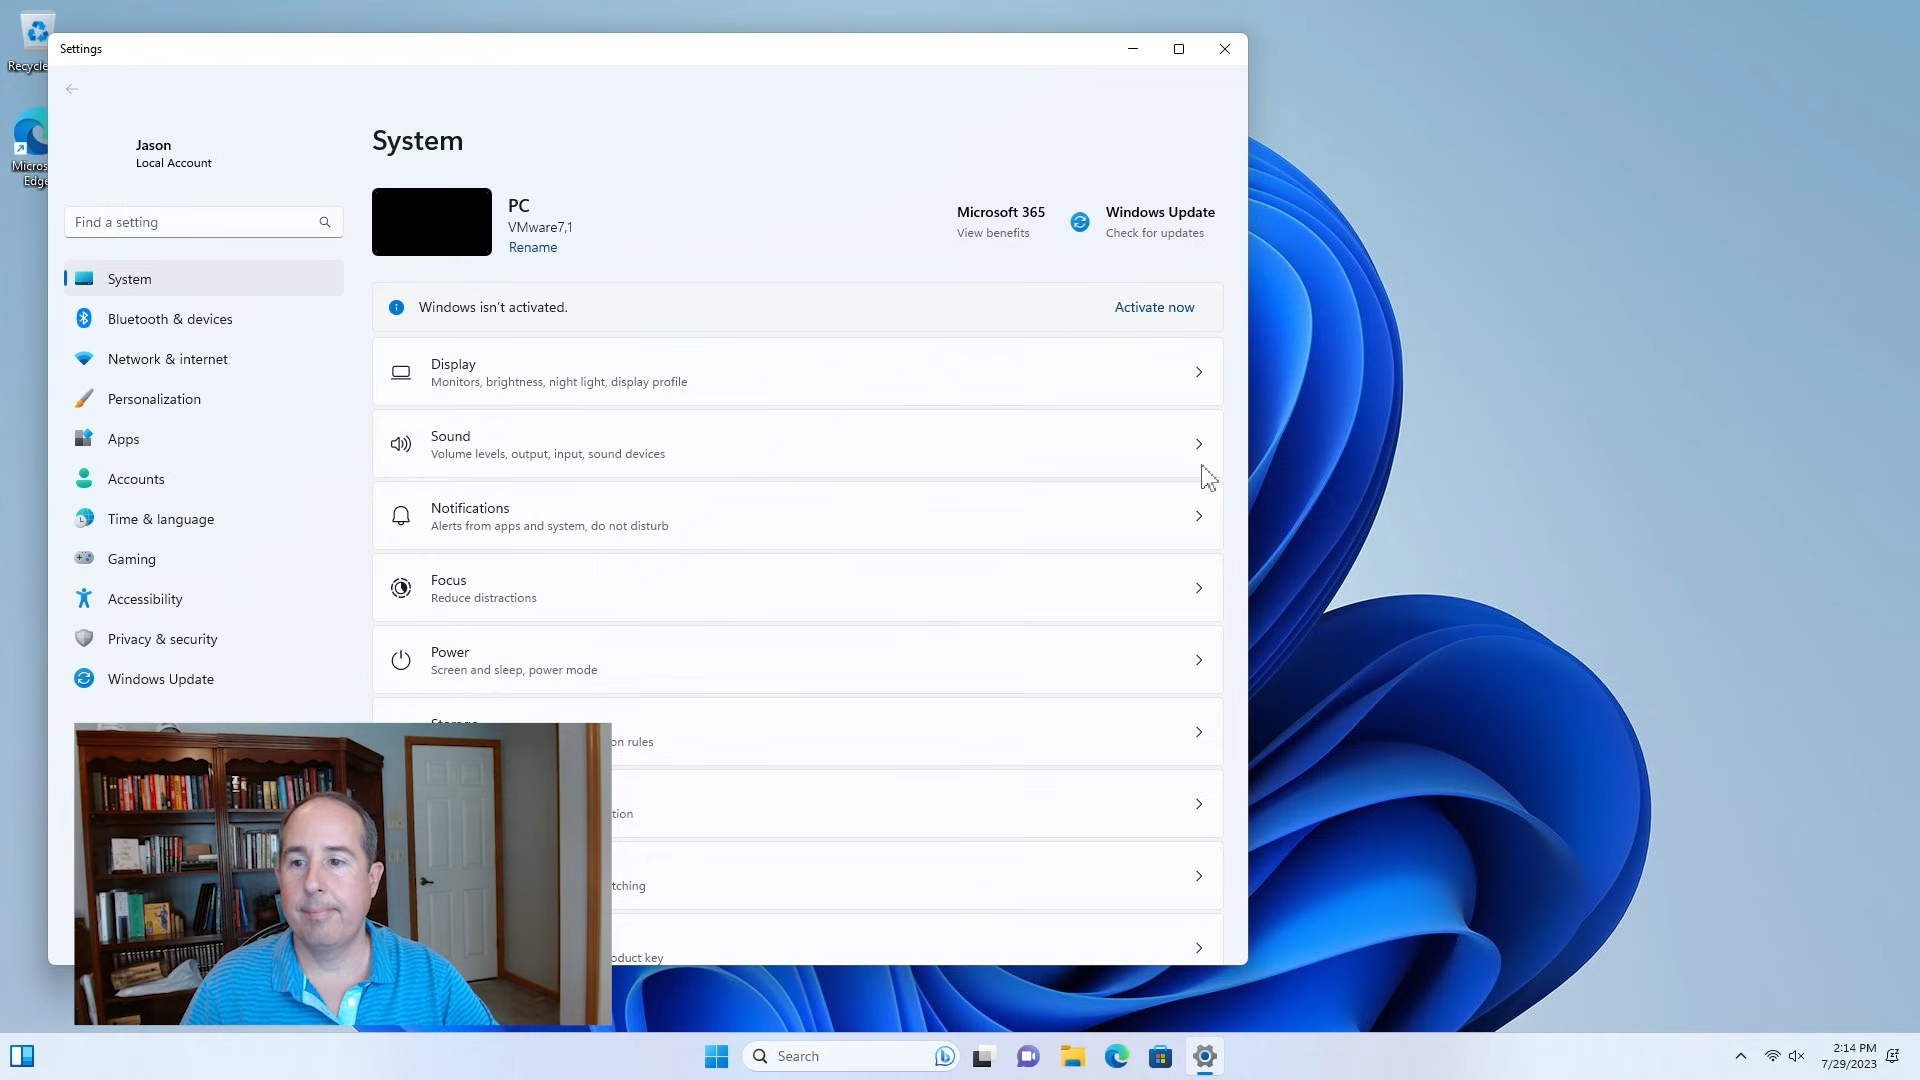 Settings
Recycle
Micros
Edge
Jason
Local Account
Find a setting
System
Bluetooth & devices
Network & internet
Personalization
Apps
Accounts
Time & language
Gaming
Accessibility
Privacy & security
Windows Update
System
PC
VMware7,1
Rename
Microsoft 365
View benefits
Windows Update
Check for updates
Windows isn't activated.
Activate now
Display
Monitors, brightness, night light, display profile
Sound
Volume levels, output, input, sound devices
Notifications
Alerts from apps and system, do not disturb
Focus
Reduce distractions
Power
Screen and sleep, power mode
Storage
on rules
tion
tching
oduct key
Search
2:14 PM
7/29/2023